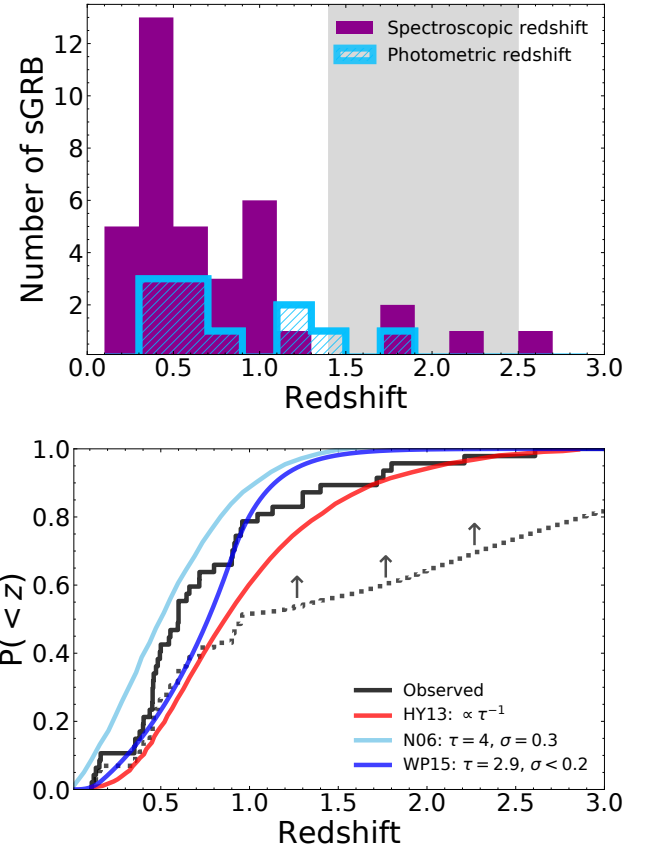 Number of sGRB
12
10
8
6
4
2
Spectroscopic redshift
Photometric redshift
0.0 0.5 1.0 1.5 2.0 2.5 3.0
Redshift
P(< z)
1.0
0.8
0.6
0.4
0.2
0.0
Observed
HY13: ∝ τ⁻¹
N06: τ = 4, σ = 0.3
WP15: τ = 2.9, σ < 0.2
0.5 1.0 1.5 2.0 2.5 3.0
Redshift